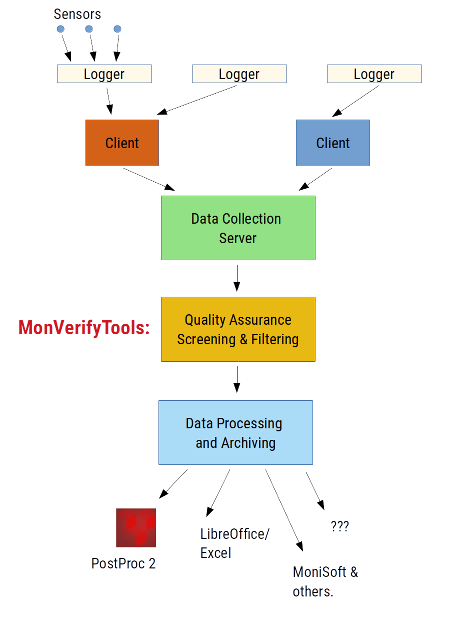 Sensors
Logger
Logger
Logger
Client
Client
Data Collection
Server
MonVerifyTools:
Quality Assurance
Screening & Filtering
Data Processing
and Archiving
PostProc 2
LibreOffice/
Excel
MoniSoft &
others.
???